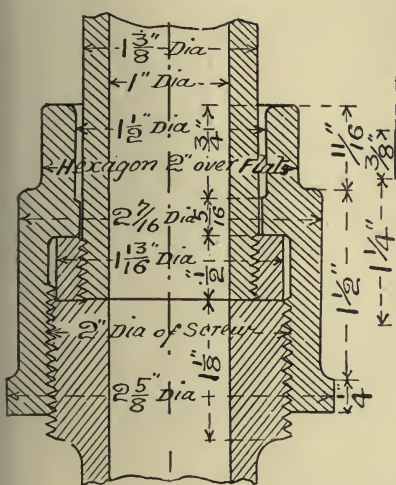 1 3/8" Dia
1" Dia
1 1/2" Dia
3/4"
11/16"
3/8"
Hexagon 2" over Flats
2 7/16 Dia
5/16"
1 13/16" Dia
1/2"
1 1/2"
1 1/4"
2" Dia of Screw
1 1/8"
2 5/8" Dia
1/4"